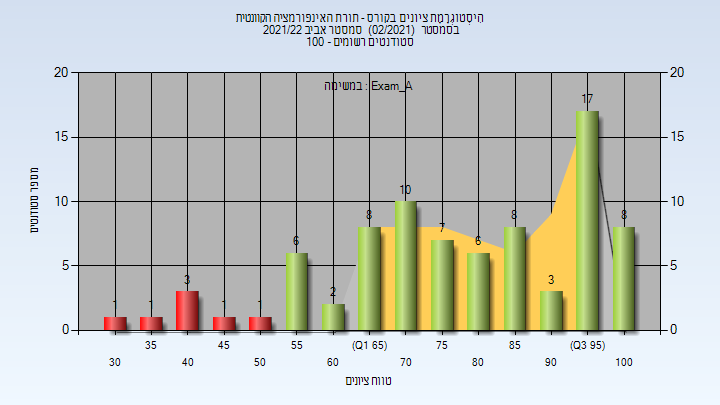 היסטוגרמת ציונים בקורס - תורת האינפורמציה הקוונטית
בסמסטר (02/2021) סמסטר אביב 2021/22
סטודנטים רשומים - 100
במשימה : Exam_A
מספר סטודנטים
20 20
15 15
10 10
5 5
0 0
1 1 3 1 1 6 2 8 10 7 6 8 3 17 8
35 45 55 (Q1 65) 75 85 (Q3 95)
30 40 50 60 70 80 90 100
טווח ציונים